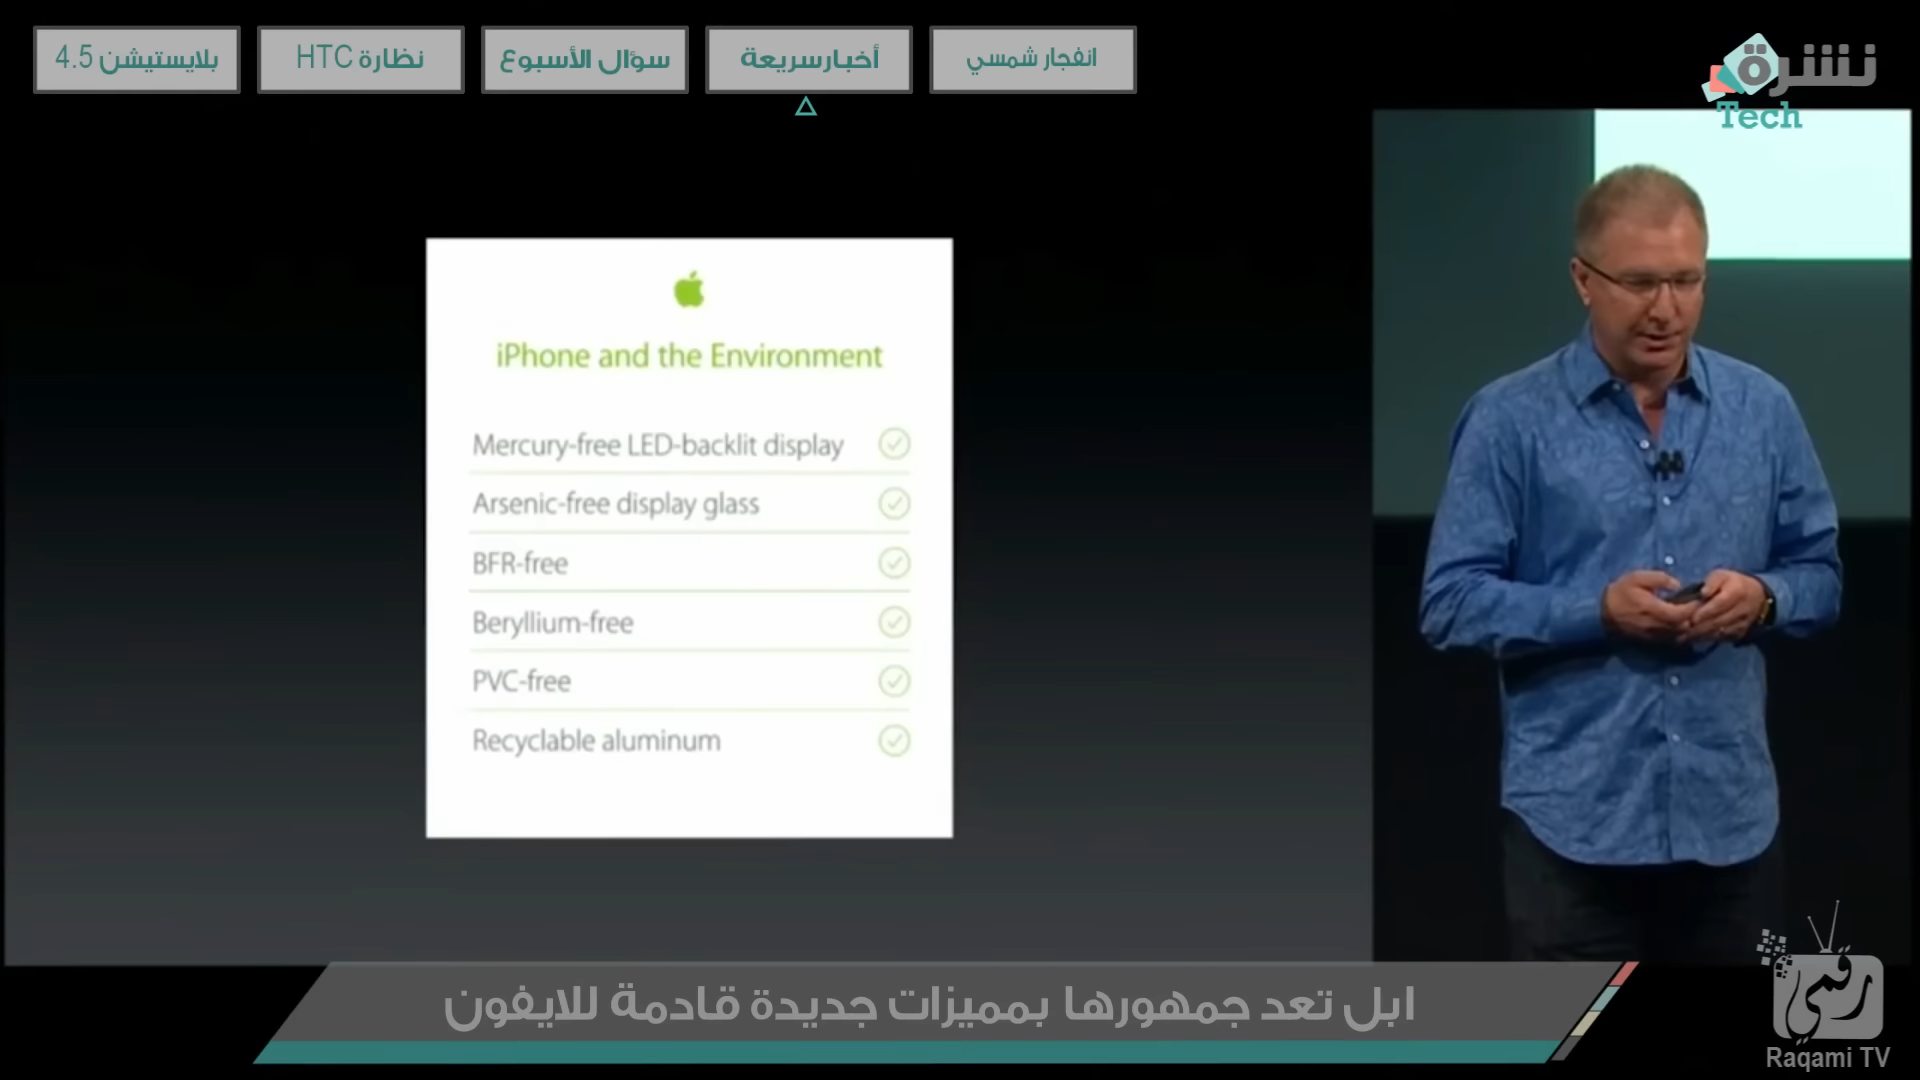 انفجار شمسي
أخبارسريعة
سؤال الأسبوع
نظارة HTC
بلايستيشن 4.5
نشرة
Tech
iPhone and the Environment
Mercury-free LED-backlit display
Arsenic-free display glass
BFR-free
Beryllium-free
PVC-free
Recyclable aluminum
ابل تعد جمهورها بمميزات جديدة قادمة للايفون
رقمي
Raqami TV